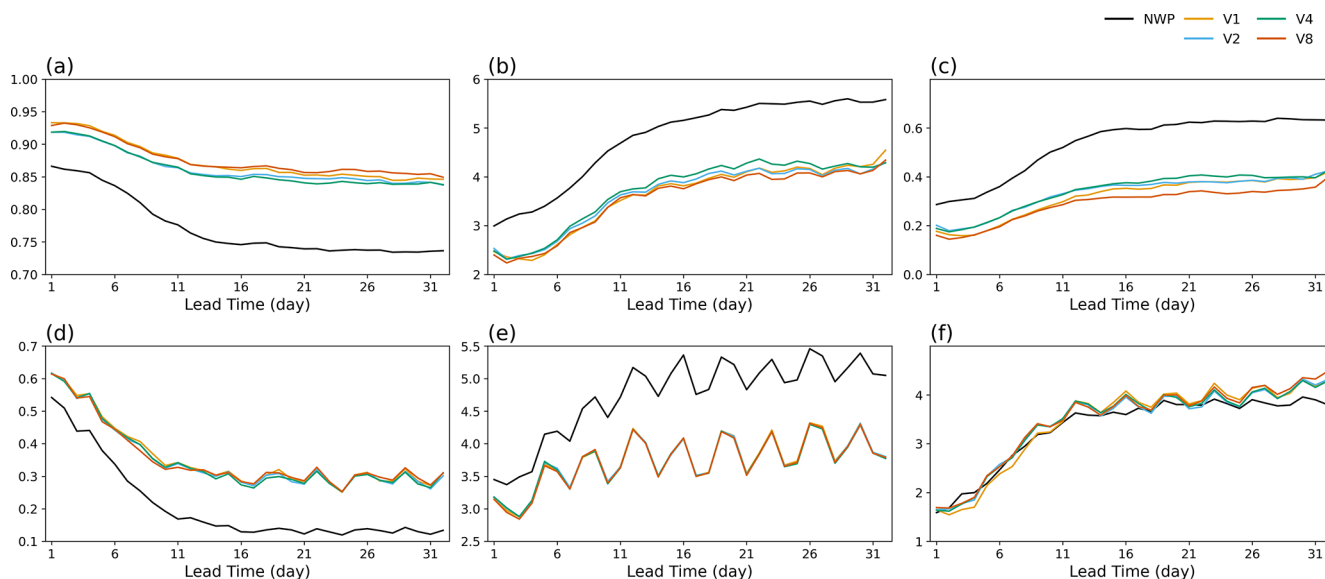 NWP V1 V4
V2 V8
(a) (b) (c)
1.00
0.95
0.90
0.85
0.80
0.75
0.70
1 6 11 16 21 26 31
Lead Time (day)
6
5
4
3
2
1 6 11 16 21 26 31
Lead Time (day)
0.6
0.4
0.2
0.0
1 6 11 16 21 26 31
Lead Time (day)
(d) (e) (f)
0.7
0.6
0.5
0.4
0.3
0.2
0.1
1 6 11 16 21 26 31
Lead Time (day)
5.5
5.0
4.5
4.0
3.5
3.0
2.5
1 6 11 16 21 26 31
Lead Time (day)
4
3
2
1
1 6 11 16 21 26 31
Lead Time (day)